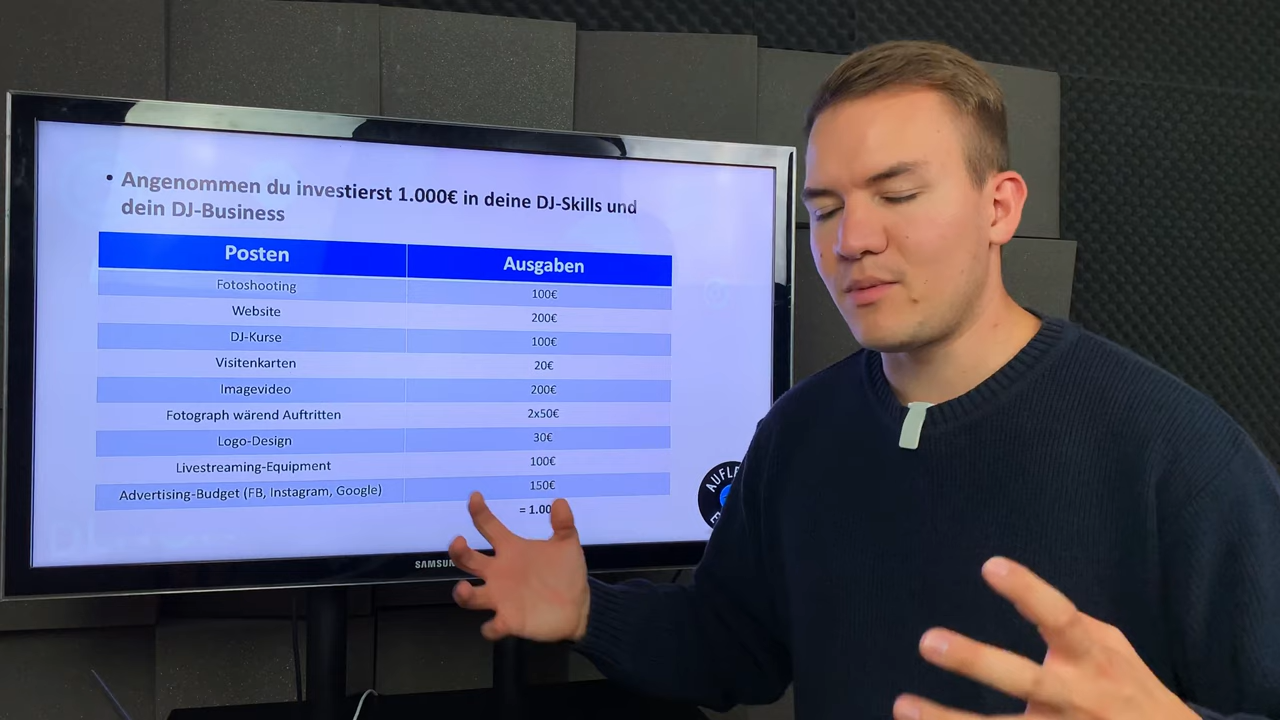 • Angenommen du investierst 1.000€ in deine DJ-Skills und
dein DJ-Business
Posten Ausgaben
Fotoshooting 100€
Website 200€
DJ-Kurse 100€
Visitenkarten 20€
Imagevideo 200€
Fotograph wärend Auftritten 2x50€
Logo-Design 30€
Livestreaming-Equipment 100€
Advertising-Budget (FB, Instagram, Google) 150€
= 1.00